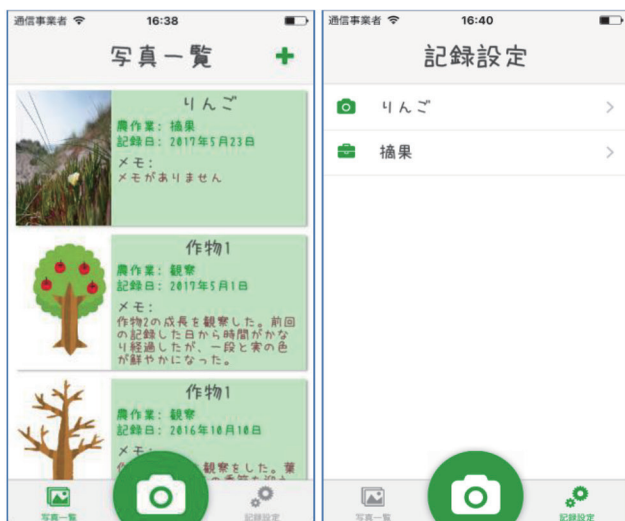 通信事業者 16:38
写真一覧
りんご
農作業: 摘果
記録日: 2017年5月23日
メモ:
メモがありません
作物1
農作業: 観察
記録日: 2017年5月1日
メモ:
作物2の成長を観察した。前回
の記録した日から時間がかな
り経過したが、一段と実の色
が鮮やかになった。
作物1
農作業: 観察
記録日: 2016年10月10日
メモ:
観察をした。葉
写真一覧
記録設定
通信事業者 16:40
記録設定
りんご
摘果
写真一覧
記録設定